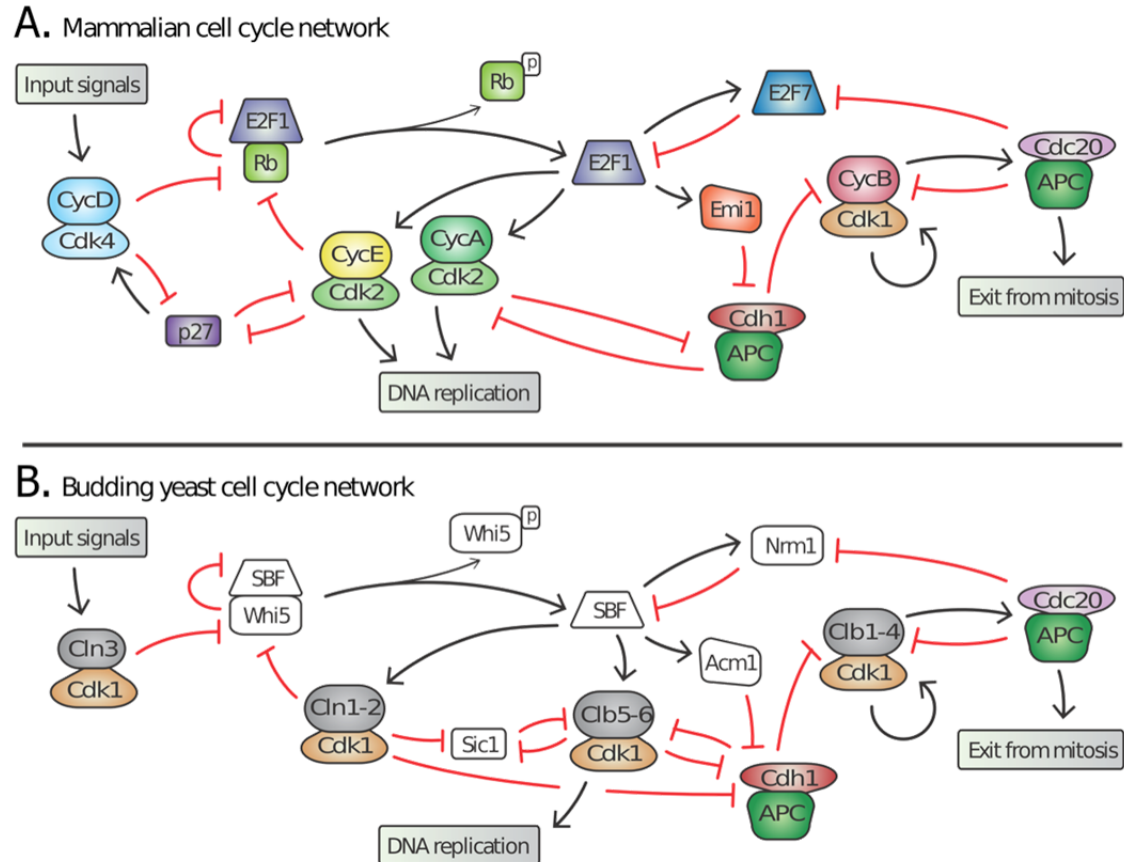 A. Mammalian cell cycle network
Input signals
E2F1
Rb
Rb
p
E2F7
E2F1
Cdc20
APC
CycD
Cdk4
CycB
Cdk1
Emi1
CycE
Cdk2
CycA
Cdk2
Exit from mitosis
p27
Cdh1
APC
DNA replication
B. Budding yeast cell cycle network
Input signals
Whi5
p
Nrm1
SBF
Whi5
SBF
Cdc20
APC
Cln3
Cdk1
Clb1-4
Cdk1
Acm1
Cln1-2
Cdk1
Sic1
Clb5-6
Cdk1
Exit from mitosis
Cdh1
APC
DNA replication